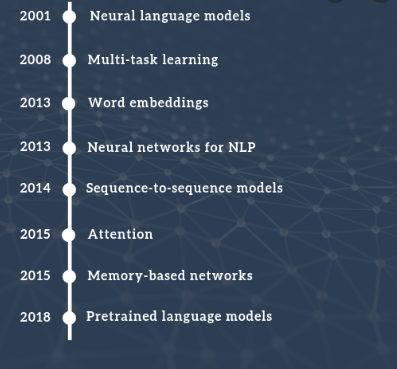 2001 Neural language models
2008 Multi-task learning
2013 Word embeddings
2013 Neural networks for NLP
2014 Sequence-to-sequence models
2015 Attention
2015 Memory-based networks
2018 Pretrained language models